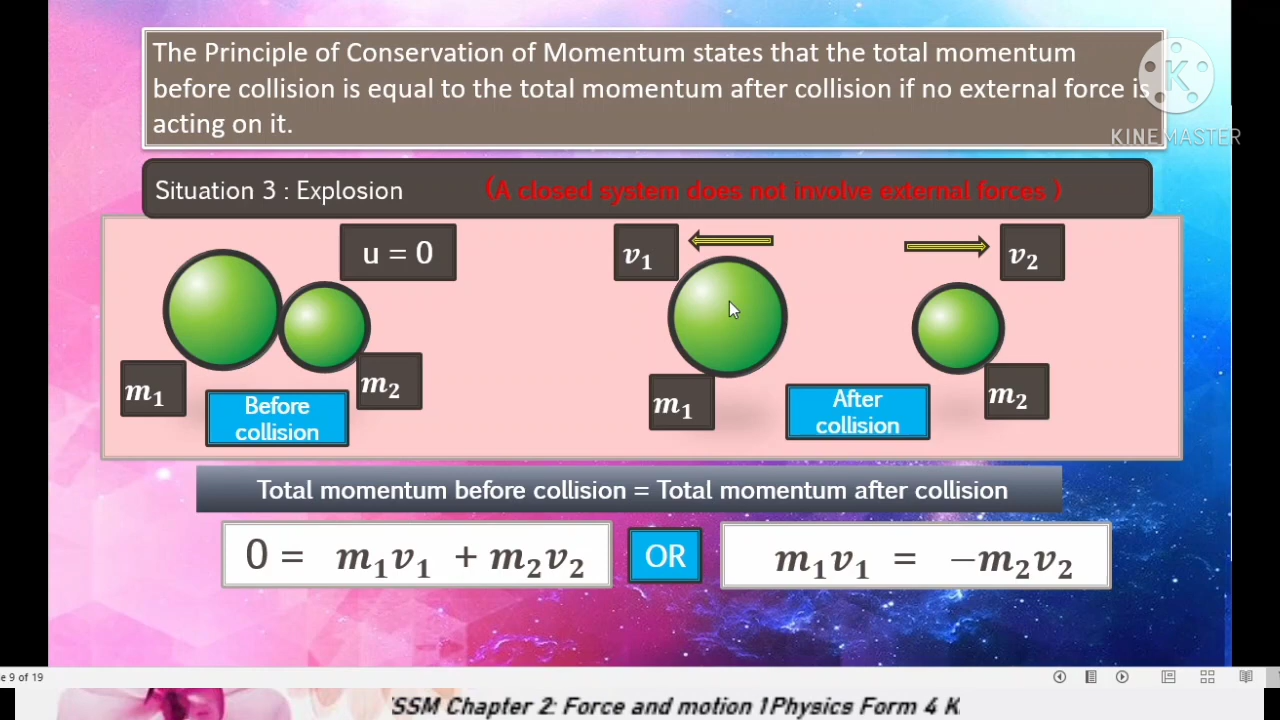 The Principle of Conservation of Momentum states that the total momentum
before collision is equal to the total momentum after collision if no external force is
acting on it.
K
KINEMASTER
Situation 3 : Explosion (A closed system does not involve external forces )
u = 0
v₁
v₂
m₁
m₂
Before
collision
m₁
m₂
After
collision
Total momentum before collision = Total momentum after collision
0 = m₁v₁ + m₂v₂
OR
m₁v₁ = −m₂v₂
e 9 of 19
SSM Chapter 2: Force and motion 1Physics Form 4 K